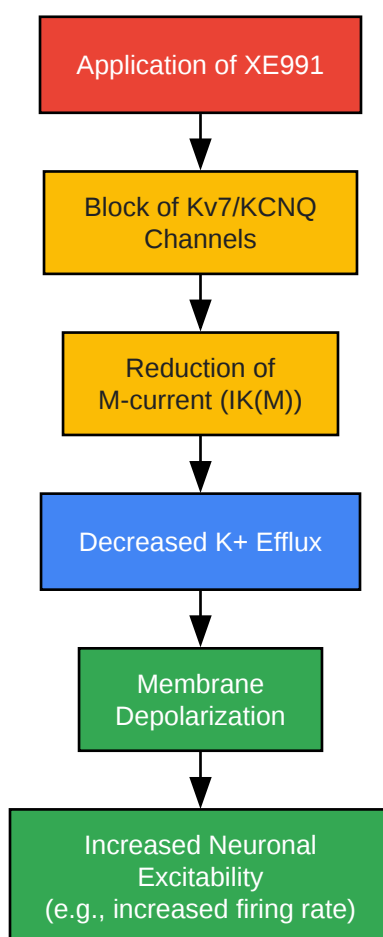 Application of XE991
Block of Kv7/KCNQ
Channels
Reduction of
M-current (IK(M))
Decreased K+ Efflux
Membrane
Depolarization
Increased Neuronal
Excitability
(e.g., increased firing rate)